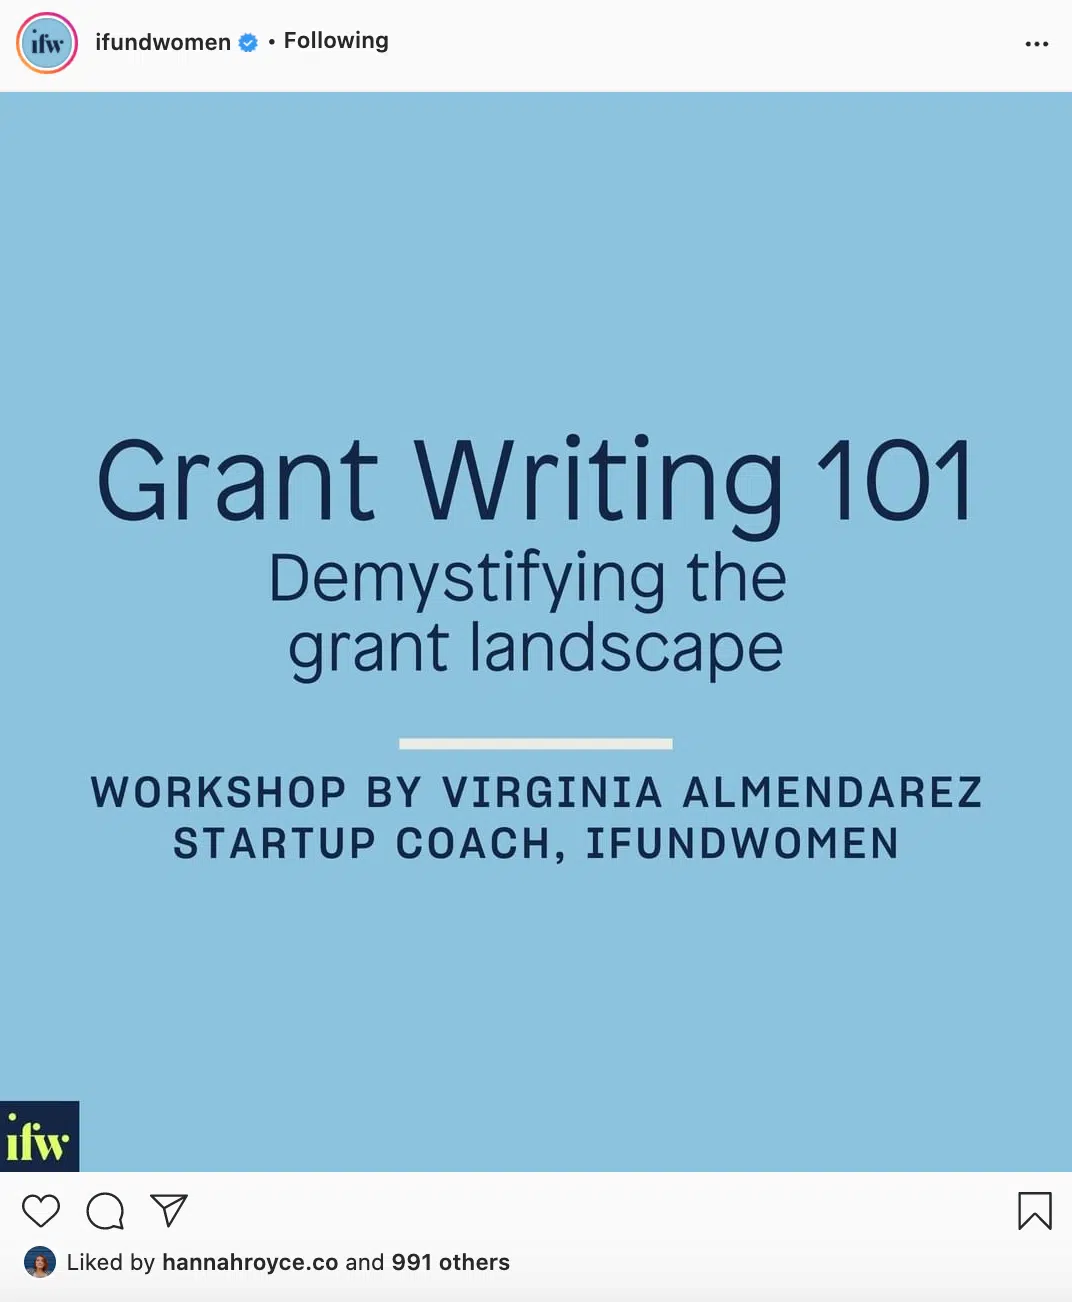 ifw
ifundwomen • Following
Grant Writing 101
Demystifying the
grant landscape
WORKSHOP BY VIRGINIA ALMENDAREZ
STARTUP COACH, IFUNDWOMEN
ifw
Liked by hannahroyce.co and 991 others